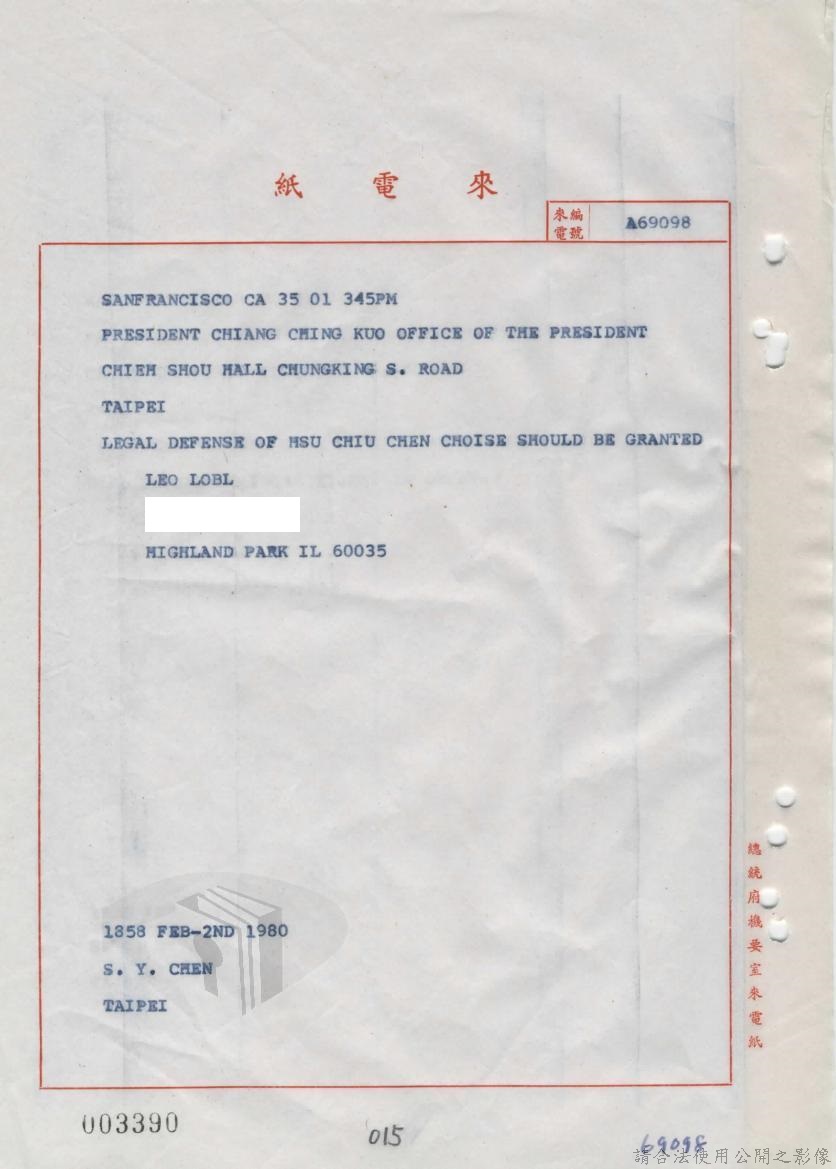 紙 電 來
來編
電號
A69098
SANFRANCISCO CA 35 01 345PM
PRESIDENT CHIANG CHING KUO OFFICE OF THE PRESIDENT
CHIEH SHOU HALL CHUNGKING S. ROAD
TAIPEI
LEGAL DEFENSE OF HSU CHIU CHEN CHOISE SHOULD BE GRANTED
LEO LOBL
HIGHLAND PARK IL 60035
1858 FEB-2ND 1980
S. Y. CHEN
TAIPEI
總統府機要室來電紙
003390
015
69098
請合法使用公開之影像